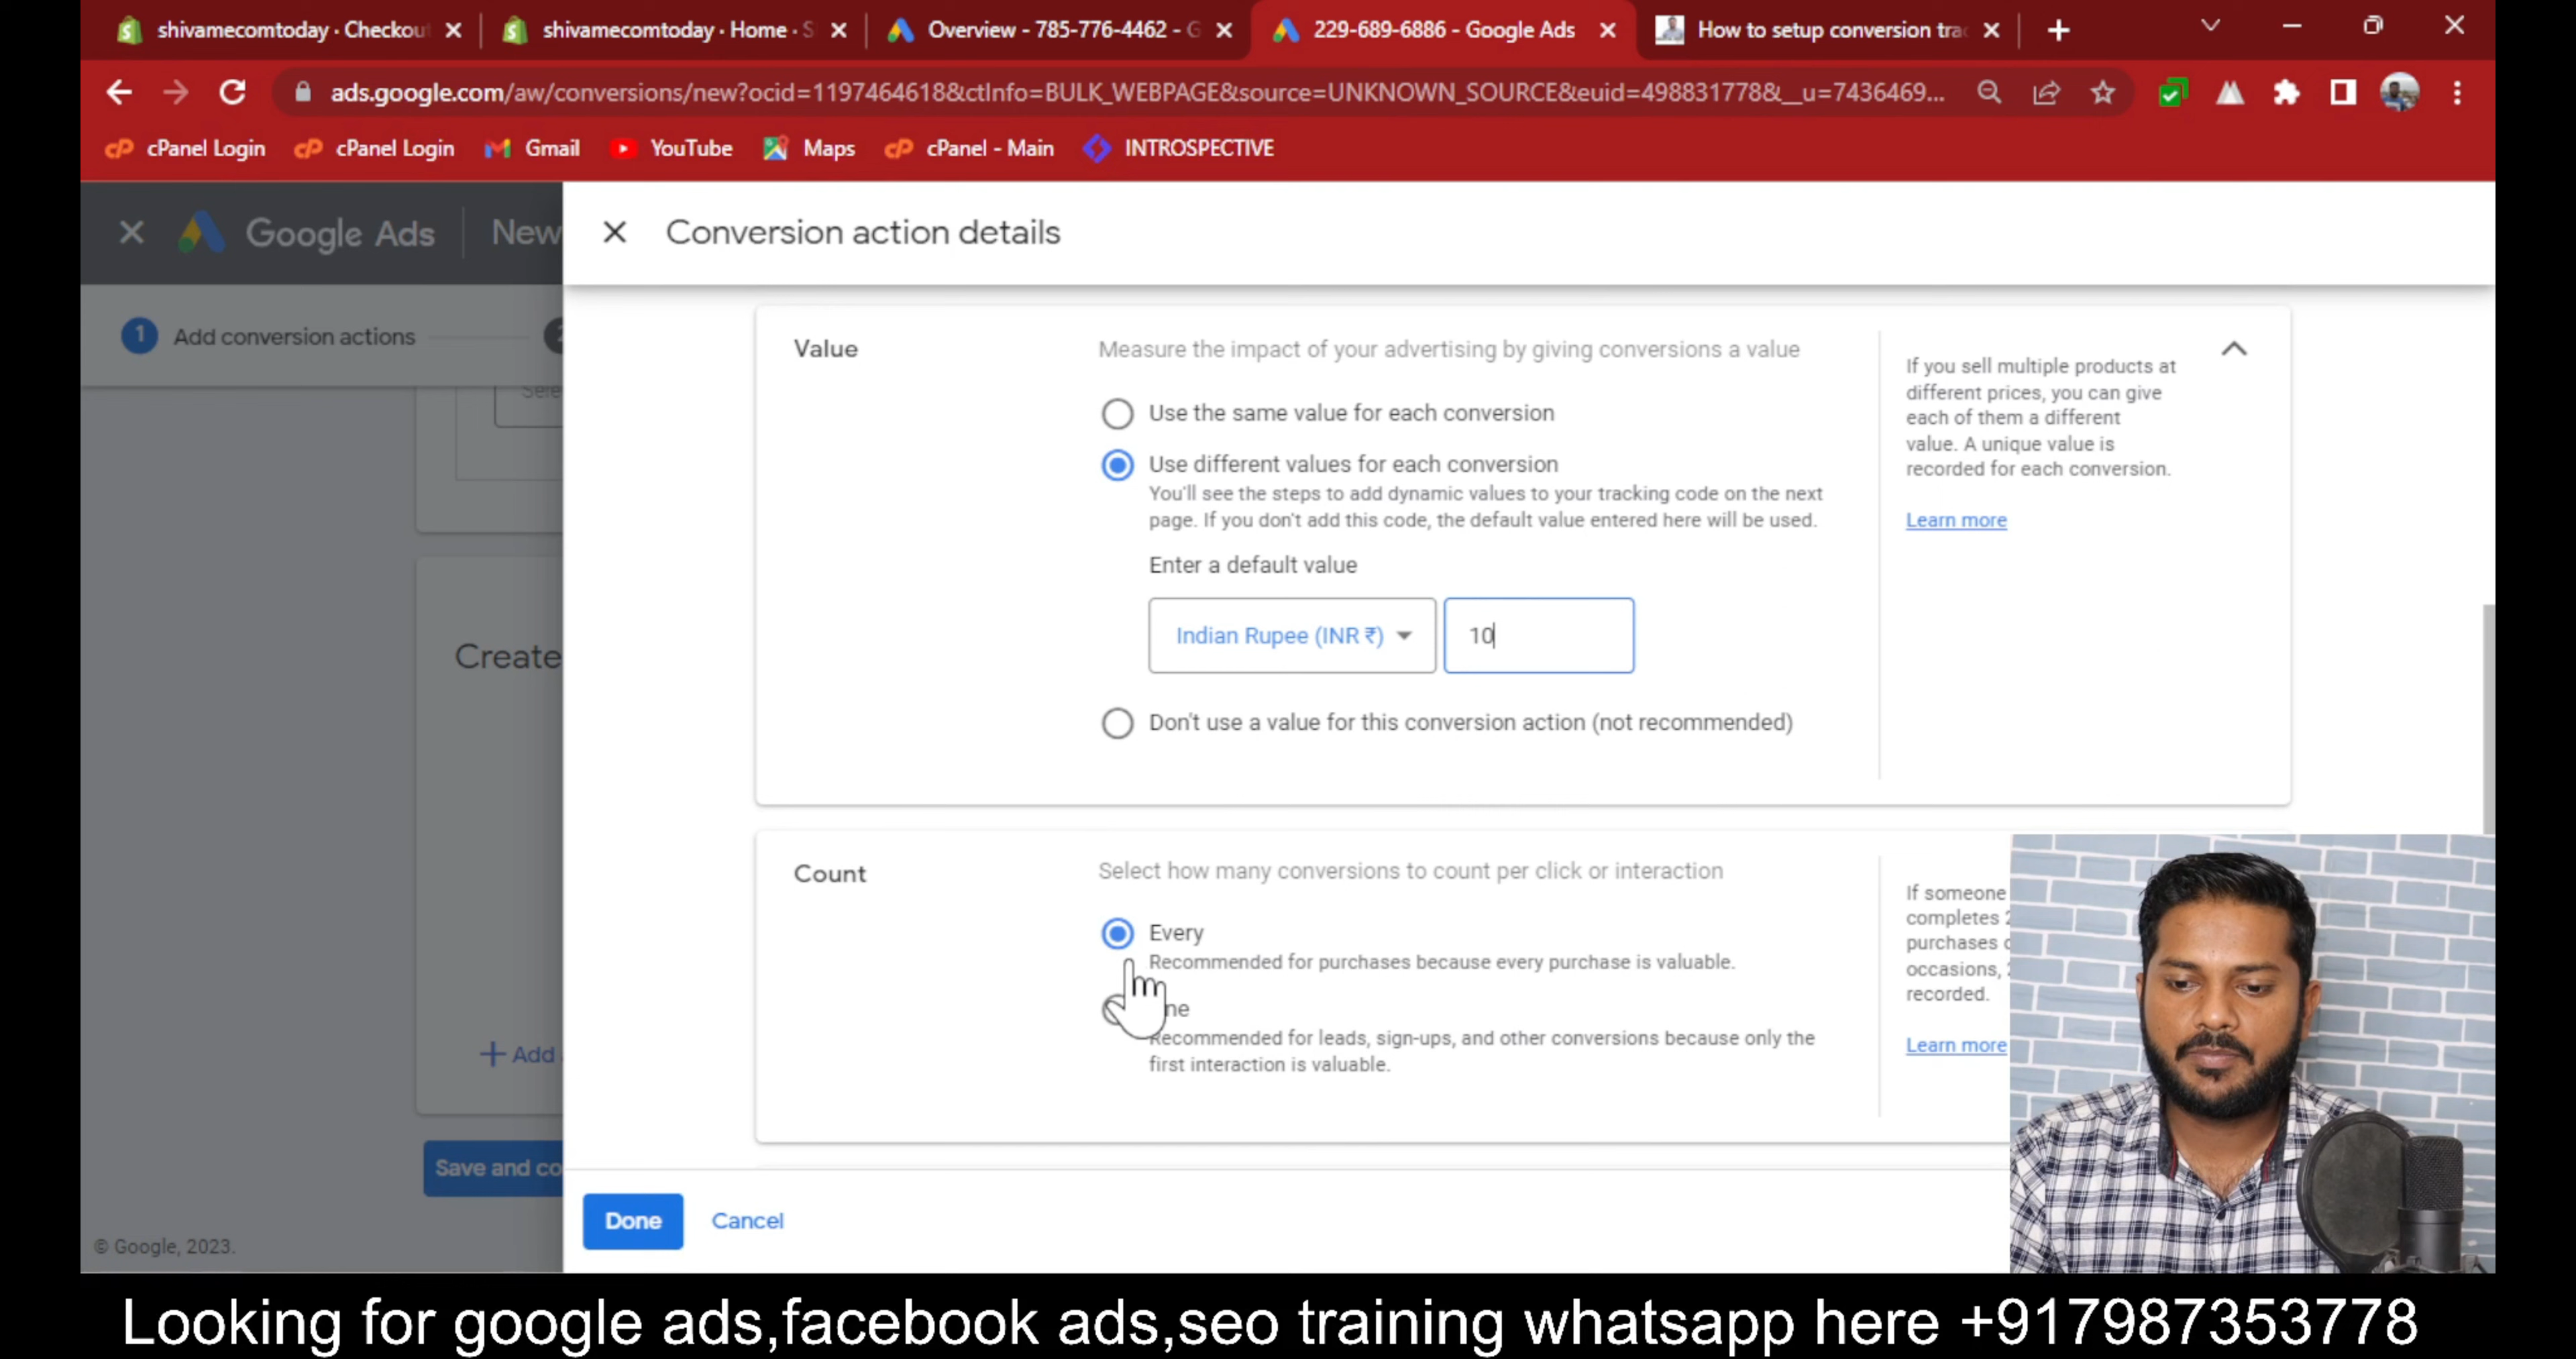 shivamecomtoday · Checkout
shivamecomtoday · Home · S
Overview - 785-776-4462 - G
229-689-6886 - Google Ads
How to setup conversion tra
ads.google.com/aw/conversions/new?ocid=1197464618&ctInfo=BULK_WEBPAGE&source=UNKNOWN_SOURCE&euid=498831778&__u=7436469...
cPanel Login
cPanel Login
Gmail
YouTube
Maps
cPanel - Main
INTROSPECTIVE
Google Ads
New
Conversion action details
1
Add conversion actions
Value
Measure the impact of your advertising by giving conversions a value
Use the same value for each conversion
Use different values for each conversion
You'll see the steps to add dynamic values to your tracking code on the next
page. If you don't add this code, the default value entered here will be used.
Enter a default value
Indian Rupee (INR ₹)
10
Don't use a value for this conversion action (not recommended)
If you sell multiple products at
different prices, you can give
each of them a different
value. A unique value is
recorded for each conversion.
Learn more
Create
Count
Select how many conversions to count per click or interaction
Every
Recommended for purchases because every purchase is valuable.
ne
Recommended for leads, sign-ups, and other conversions because only the
first interaction is valuable.
If someone
completes 2
purchases o
occasions,
recorded.
Learn more
+ Add
Save and co
Done
Cancel
© Google, 2023.
Looking for google ads,facebook ads,seo training whatsapp here +917987353778